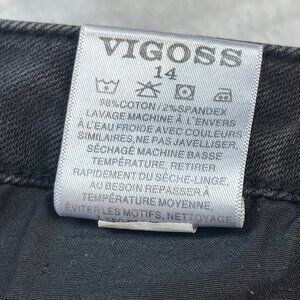 VIGOSS
14
98%COTON/2%SPANDEX
LAVAGE MACHINE À L'ENVERS
À L'EAU FROIDE AVEC COULEURS
SIMILAIRES, NE PAS JAVELLISER,
SÉCHAGE MACHINE BASSE
TEMPÉRATURE, RETIRER
RAPIDEMENT DU SÈCHE-LINGE,
AU BESOIN REPASSER À
TEMPÉRATURE MOYENNE
ÉVITER LES MOTIFS, NETTOYAGE